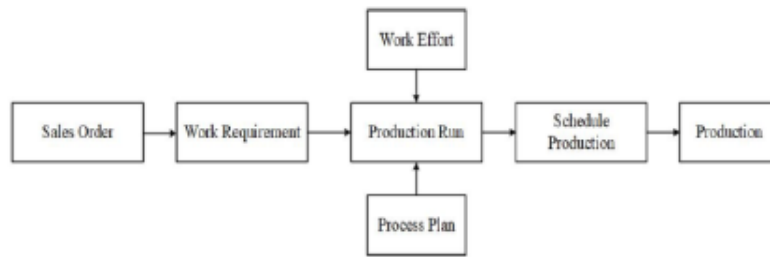 Work Effort
Sales Order
Work Requirement
Production Run
Schedule
Production
Production
Process Plan